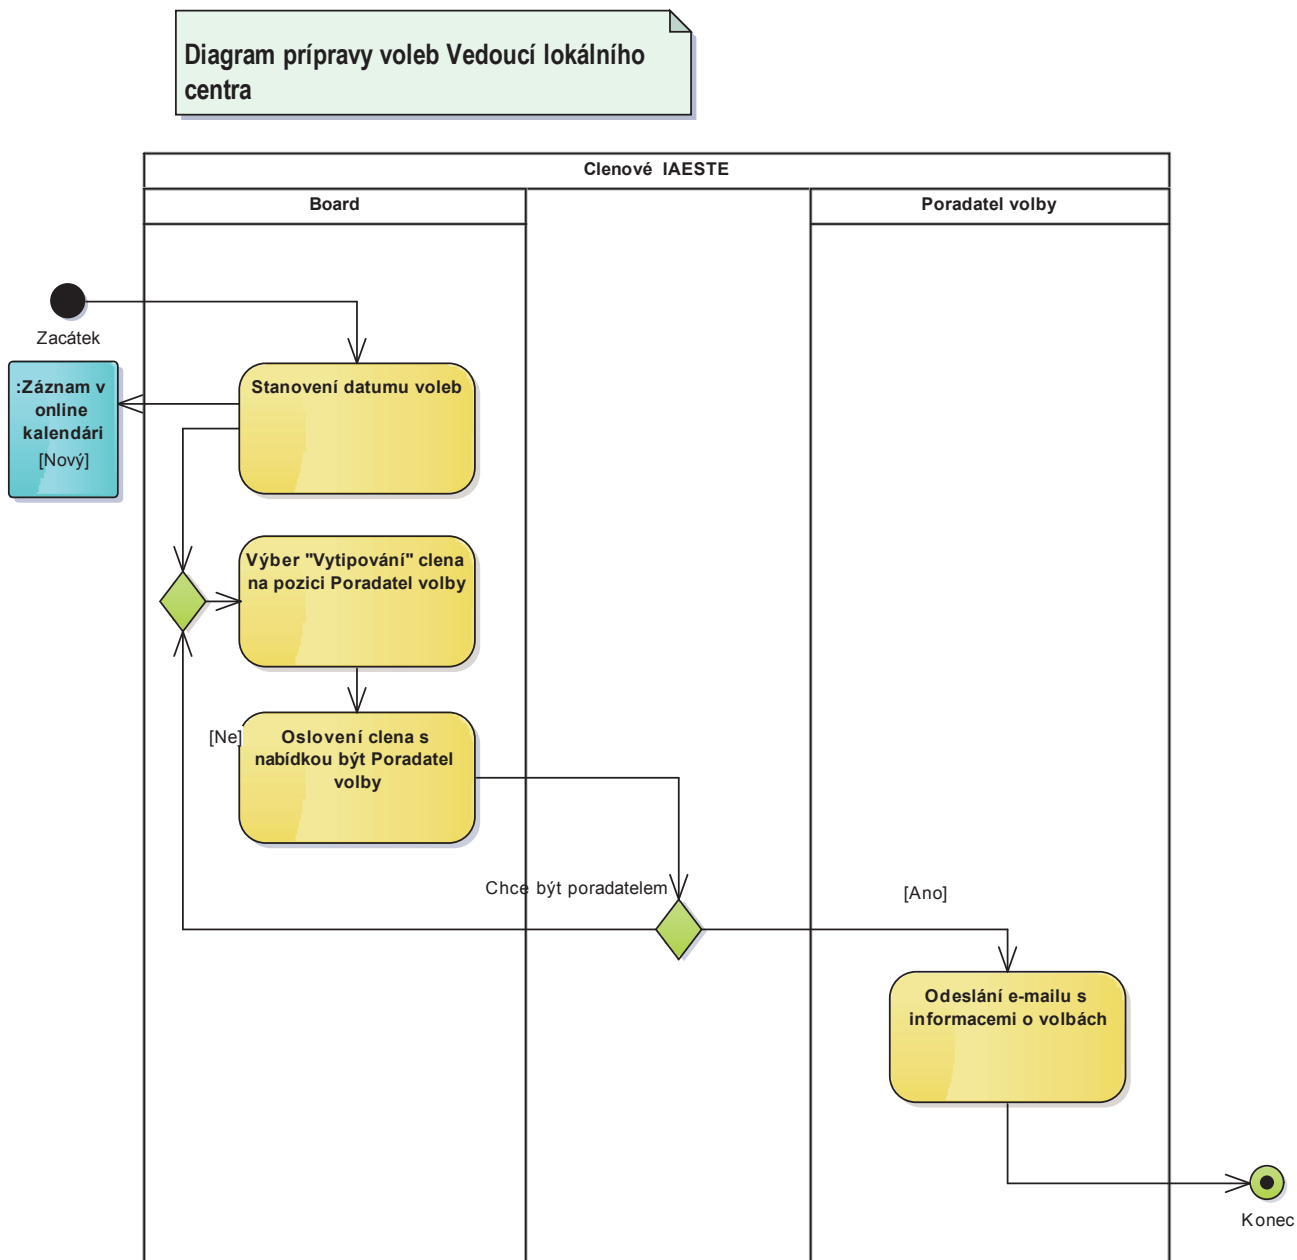 Diagram prípravy voleb Vedoucí lokálního
centra
Clenové IAESTE
Board
Poradatel volby
Zacátek
:Záznam v
online
kalendári
[Nový]
Stanovení datumu voleb
Výber "Vytipování" clena
na pozici Poradatel volby
[Ne]
Oslovení clena s
nabídkou být Poradatel
volby
Chce být poradatelem
[Ano]
Odeslání e-mailu s
informacemi o volbách
Konec